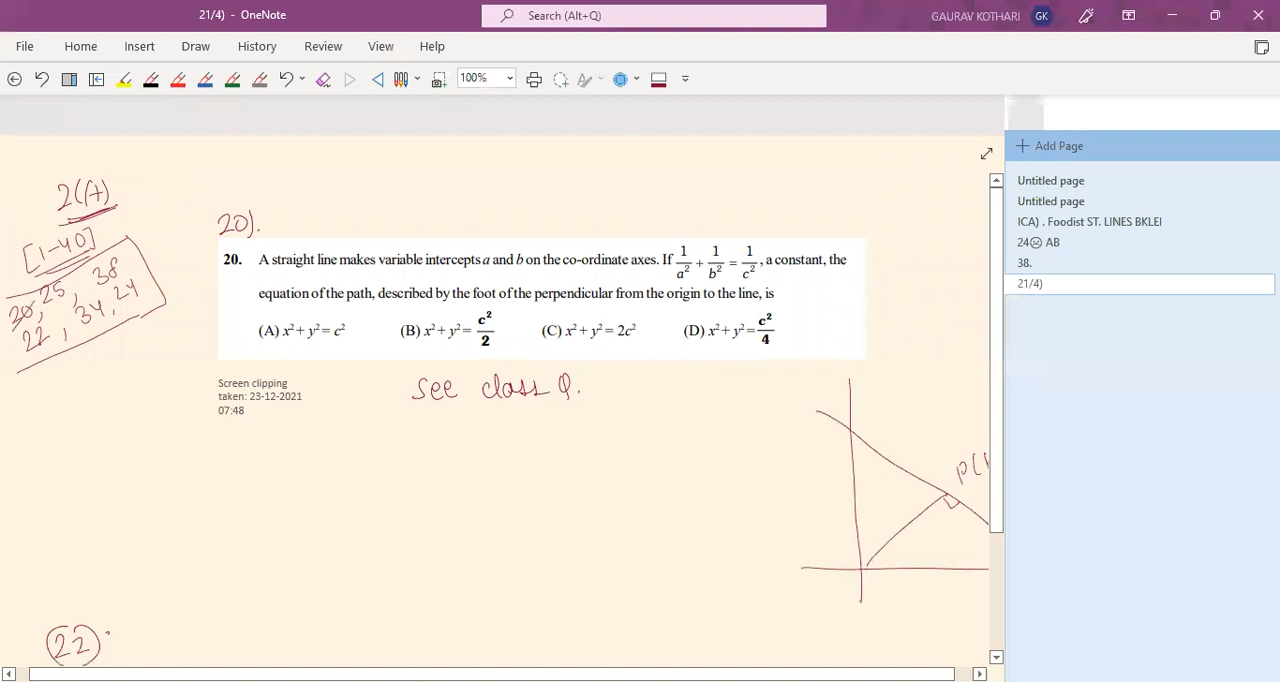 21/4) - OneNote
Search (Alt+Q)
GAURAV KOTHARI GK
File Home Insert Draw History Review View Help
100%
Add Page
Untitled page
Untitled page
ICA) . Foodist ST. LINES BKLEI
24☹ AB
38.
21/4)
2(A)
[1-40]
20, 25, 38
22, 34, 24
20).
20. A straight line makes variable intercepts a and b on the co-ordinate axes. If 1/a² + 1/b² = 1/c², a constant, the
equation of the path, described by the foot of the perpendicular from the origin to the line, is
(A) x² + y² = c² (B) x² + y² = c²/2 (C) x² + y² = 2c² (D) x² + y² = c²/4
Screen clipping
taken: 23-12-2021
07:48
See class Q.
P(
22